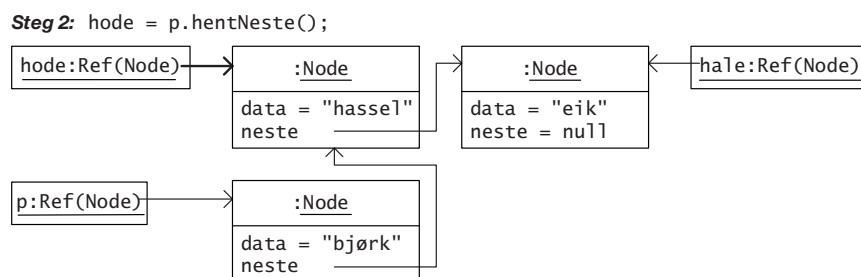 Steg 2: hode = p.hentNeste();
hode:Ref(Node)
:Node
data = "hassel"
neste
:Node
data = "eik"
neste = null
hale:Ref(Node)
p:Ref(Node)
:Node
data = "bjørk"
neste